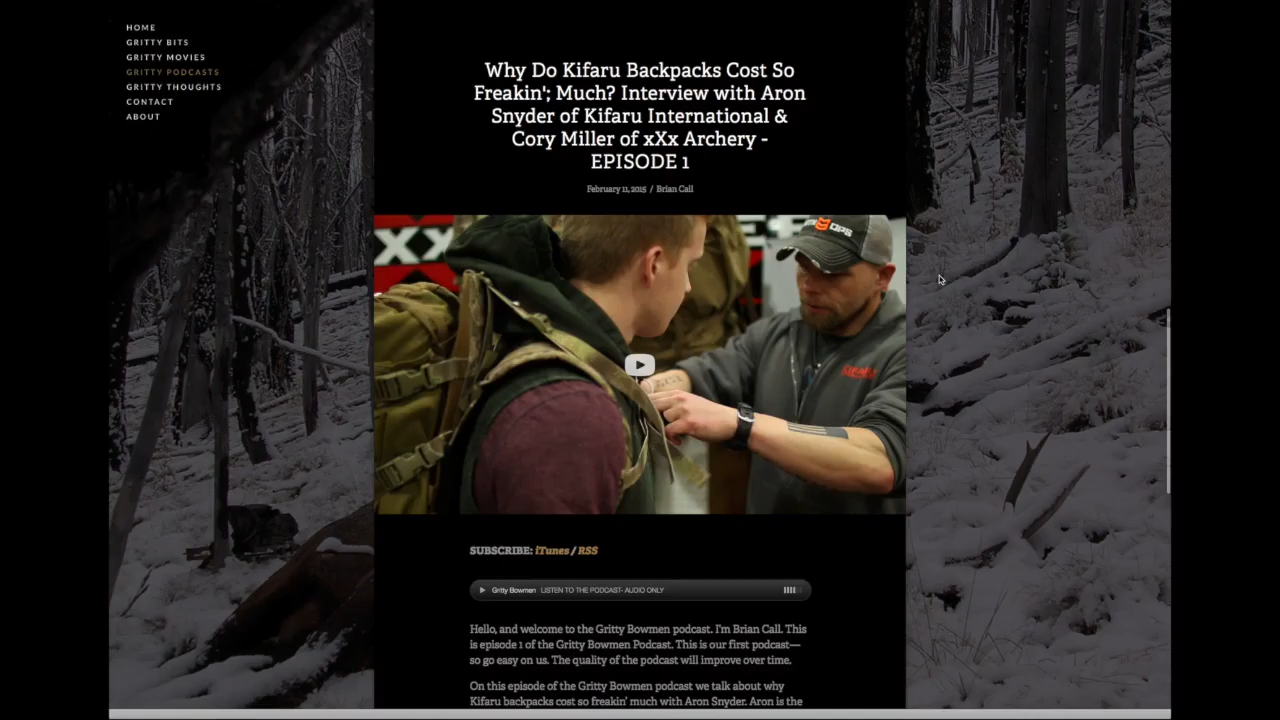 HOME
GRITTY BITS
GRITTY MOVIES
GRITTY PODCASTS
GRITTY THOUGHTS
CONTACT
ABOUT
Why Do Kifaru Backpacks Cost So
Freakin'; Much? Interview with Aron
Snyder of Kifaru International &
Cory Miller of xXx Archery -
EPISODE 1
February 11, 2015 / Brian Call
XX
OPS
KIFARU
SUBSCRIBE: iTunes / RSS
Gritty Bowmen LISTEN TO THE PODCAST- AUDIO ONLY
Hello, and welcome to the Gritty Bowmen podcast. I'm Brian Call. This
is episode 1 of the Gritty Bowmen Podcast. This is our first podcast—
so go easy on us. The quality of the podcast will improve over time.
On this episode of the Gritty Bowmen podcast we talk about why
Kifaru backpacks cost so freakin' much with Aron Snyder. Aron is the